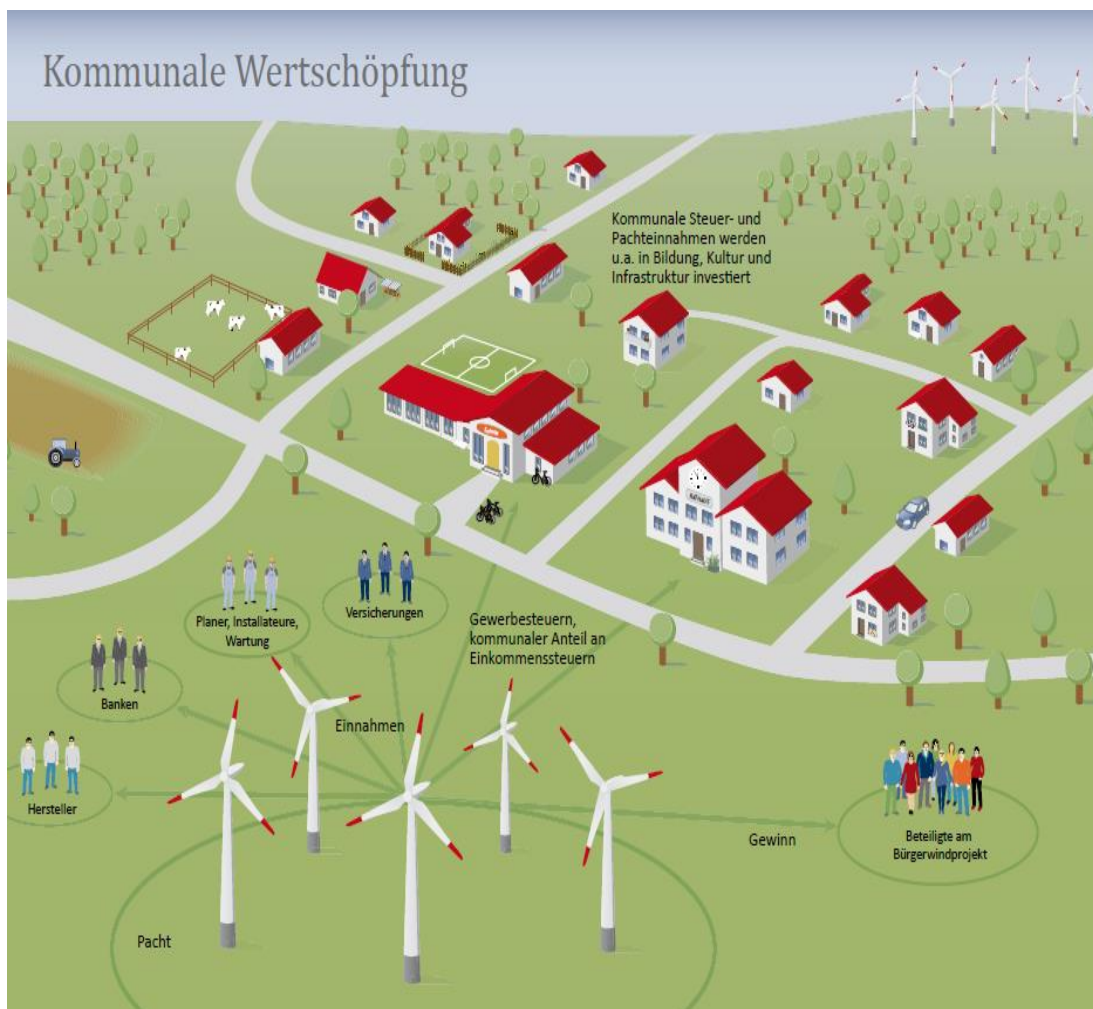 Kommunale Wertschöpfung
Kommunale Steuer- und
Pachteinnahmen werden
u.a. in Bildung, Kultur und
Infrastruktur investiert
RATHAUS
Planer, Installateure,
Wartung
Versicherungen
Gewerbesteuern,
kommunaler Anteil an
Einkommenssteuern
Banken
Einnahmen
Hersteller
Gewinn
Beteiligte am
Bürgerwindprojekt
Pacht